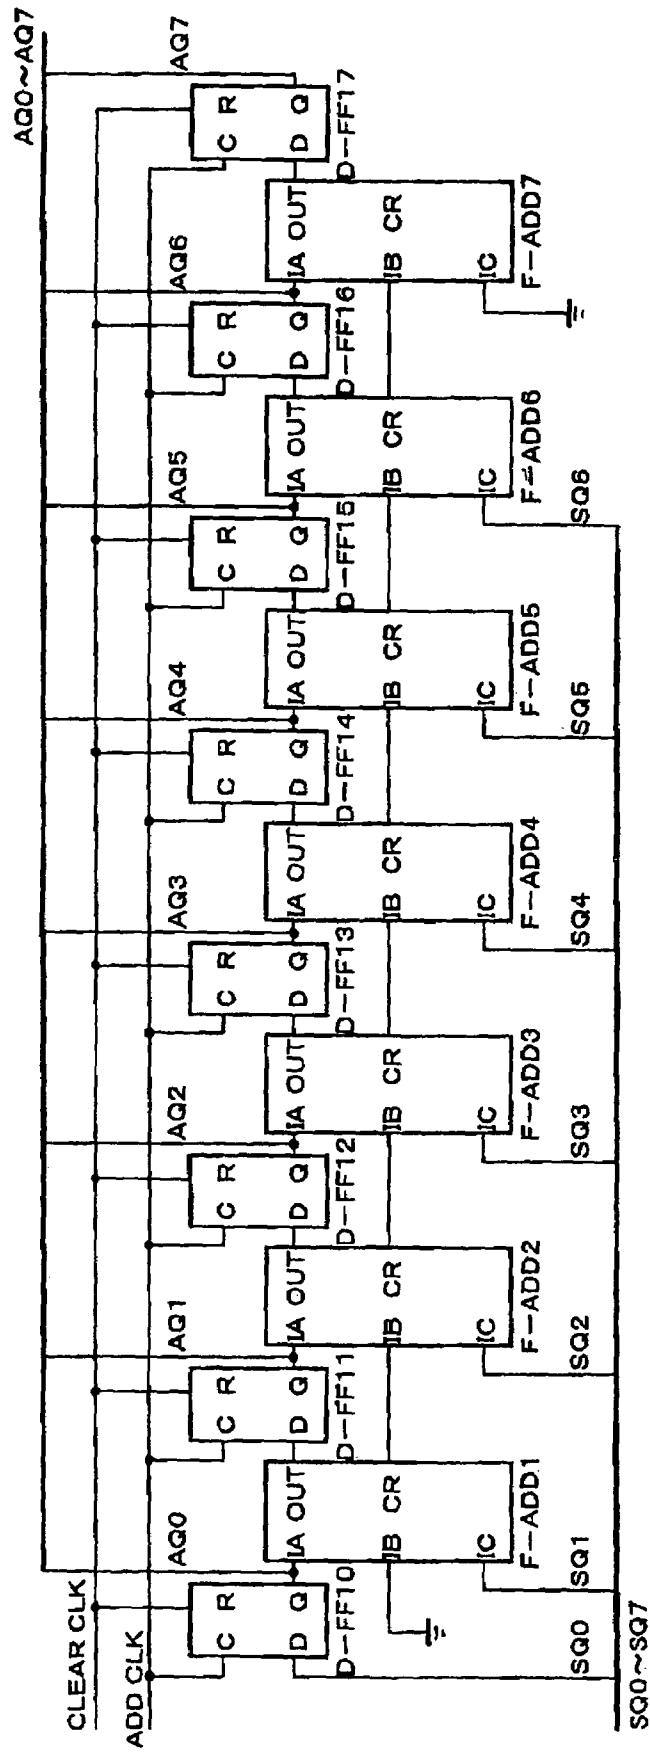 AQ0~AQ7
CLEAR CLK
ADD CLK
AQ0 AQ1 AQ2 AQ3 AQ4 AQ5 AQ6 AQ7
C R C R C R C R C R C R C R C R
D Q D Q D Q D Q D Q D Q D Q D Q
IA OUT IA OUT IA OUT IA OUT IA OUT IA OUT IA OUT
D-FF10 D-FF11 D-FF12 D-FF13 D-FF14 D-FF15 D-FF16 D-FF17
IB CR IB CR IB CR IB CR IB CR IB CR IB CR
IC IC IC IC IC IC IC
F-ADD1 F-ADD2 F-ADD3 F-ADD4 F-ADD5 F-ADD6 F-ADD7
SQ0 SQ1 SQ2 SQ3 SQ4 SQ5 SQ6
SQ0~SQ7